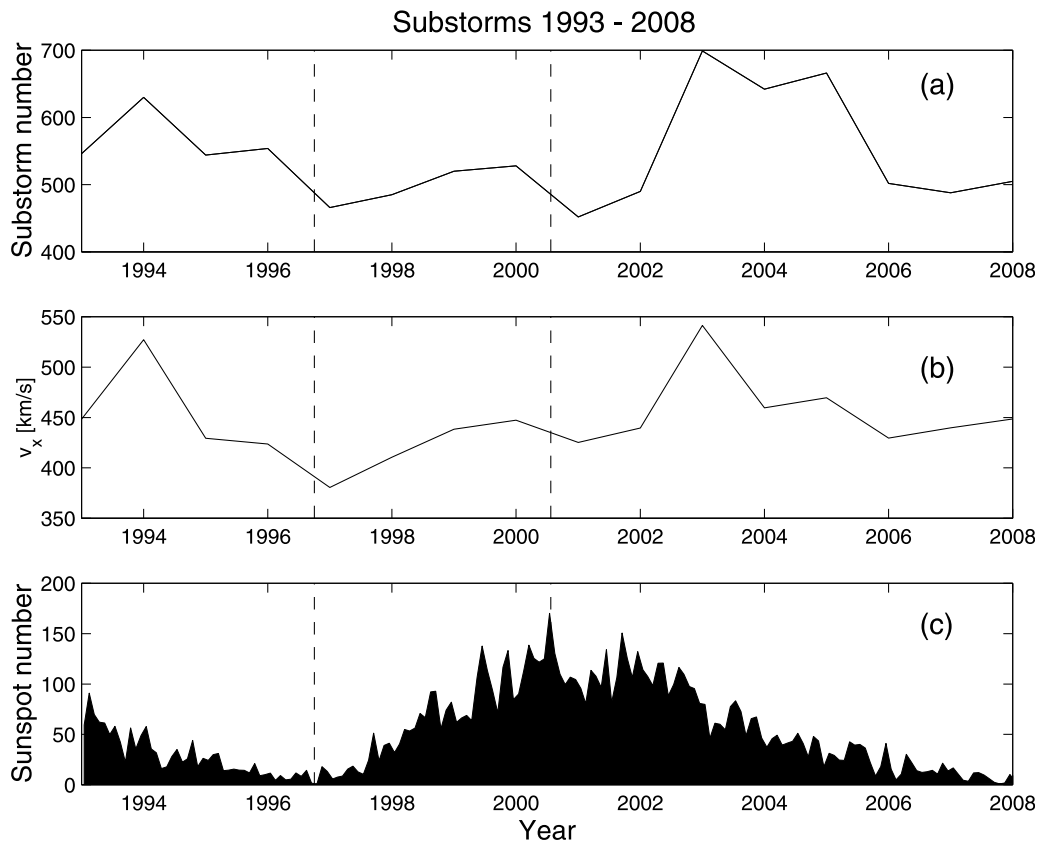 Substorms 1993 - 2008
Substorm number
700
600
500
400
(a)
1994 1996 1998 2000 2002 2004 2006 2008
v_x [km/s]
550
500
450
400
350
(b)
1994 1996 1998 2000 2002 2004 2006 2008
Sunspot number
200
150
100
50
0
(c)
1994 1996 1998 2000 2002 2004 2006 2008
Year